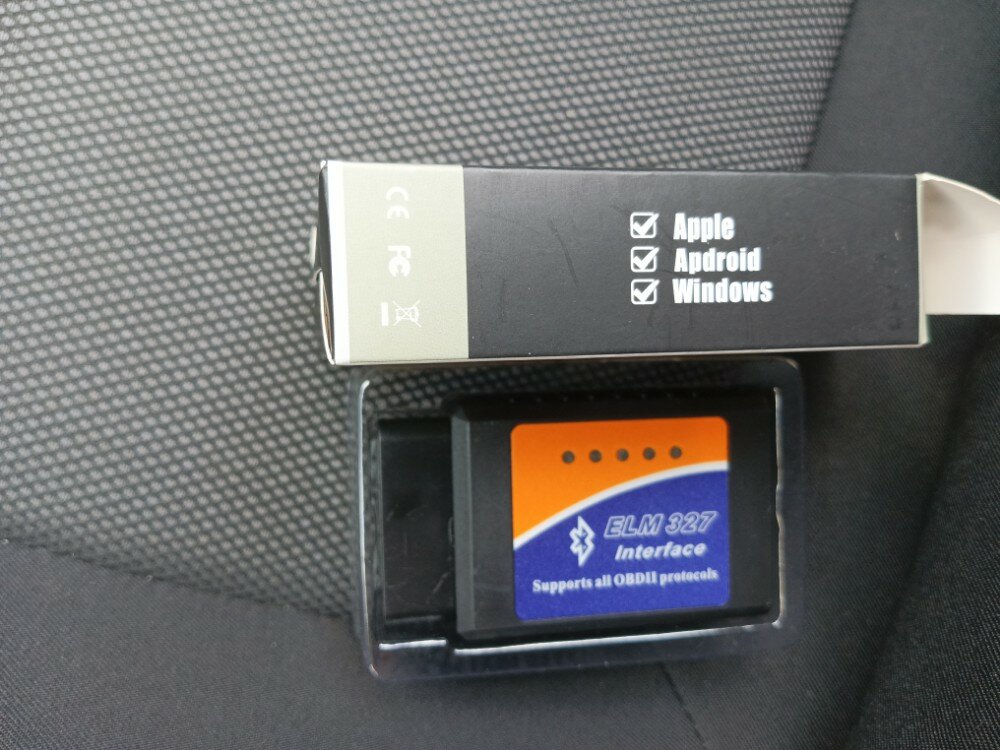 CE FC
Apple
Apdroid
Windows
ELM 327
Interface
Supports all OBDII protocols